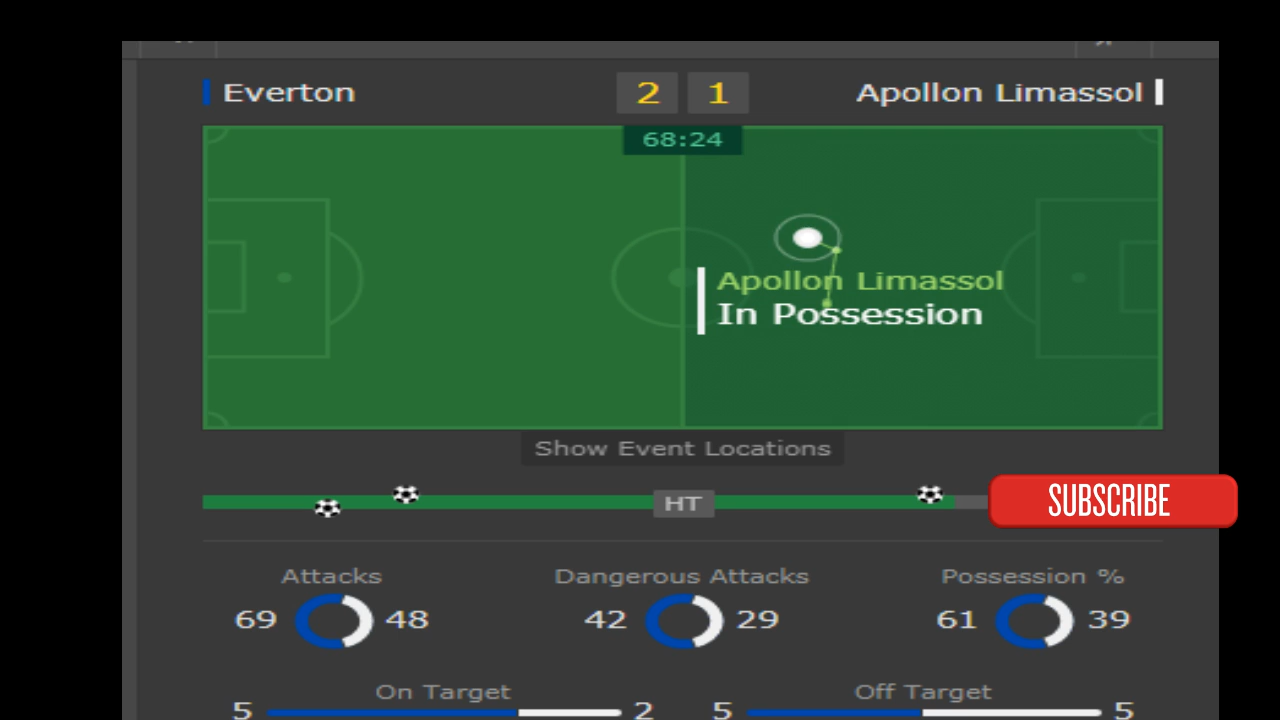 Everton 2 1 Apollon Limassol
68:24
Apollon Limassol
In Possession
Show Event Locations
HT
SUBSCRIBE
Attacks Dangerous Attacks Possession %
69 48 42 29 61 39
On Target Off Target
5 2 5 5